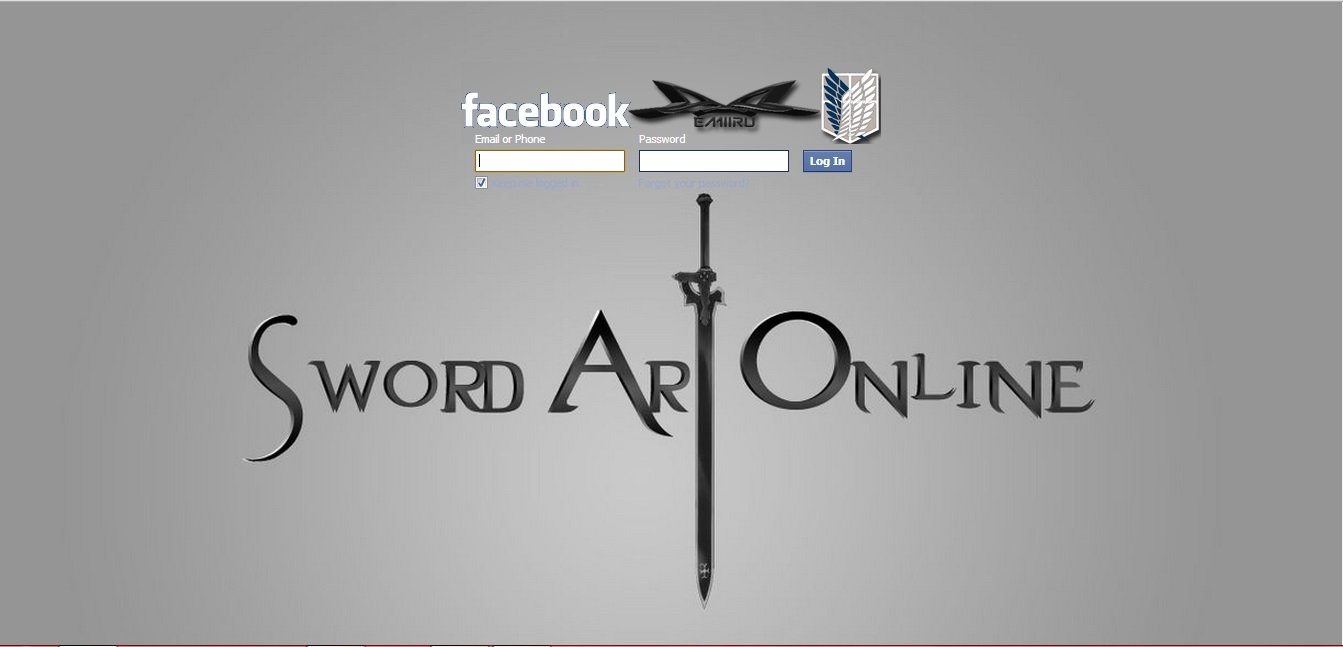 facebook
EMIIRU
Email or Phone
Password
Log In
Keep me logged in
Forgot your password?
SWORD ART ONLINE